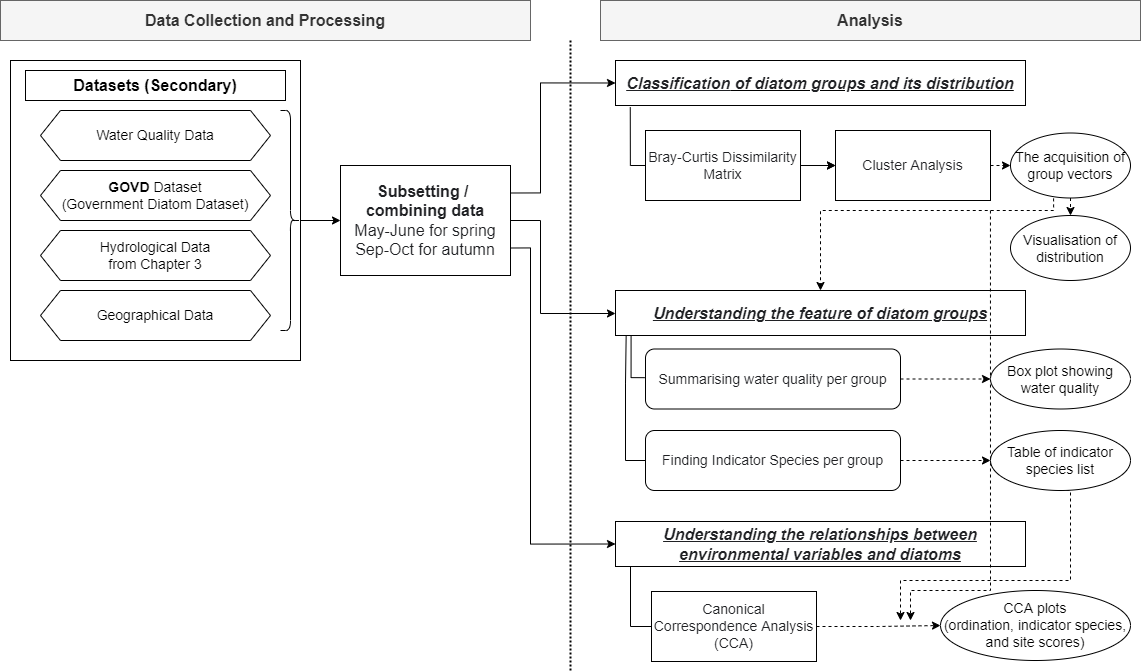 Data Collection and Processing
Analysis
Datasets (Secondary)
Water Quality Data
GOVD Dataset
(Government Diatom Dataset)
Hydrological Data
from Chapter 3
Geographical Data
Subsetting /
combining data
May-June for spring
Sep-Oct for autumn
Classification of diatom groups and its distribution
Bray-Curtis Dissimilarity
Matrix
Cluster Analysis
The acquisition of
group vectors
Visualisation of
distribution
Understanding the feature of diatom groups
Summarising water quality per group
Box plot showing
water quality
Finding Indicator Species per group
Table of indicator
species list
Understanding the relationships between
environmental variables and diatoms
Canonical
Correspondence Analysis
(CCA)
CCA plots
(ordination, indicator species,
and site scores)